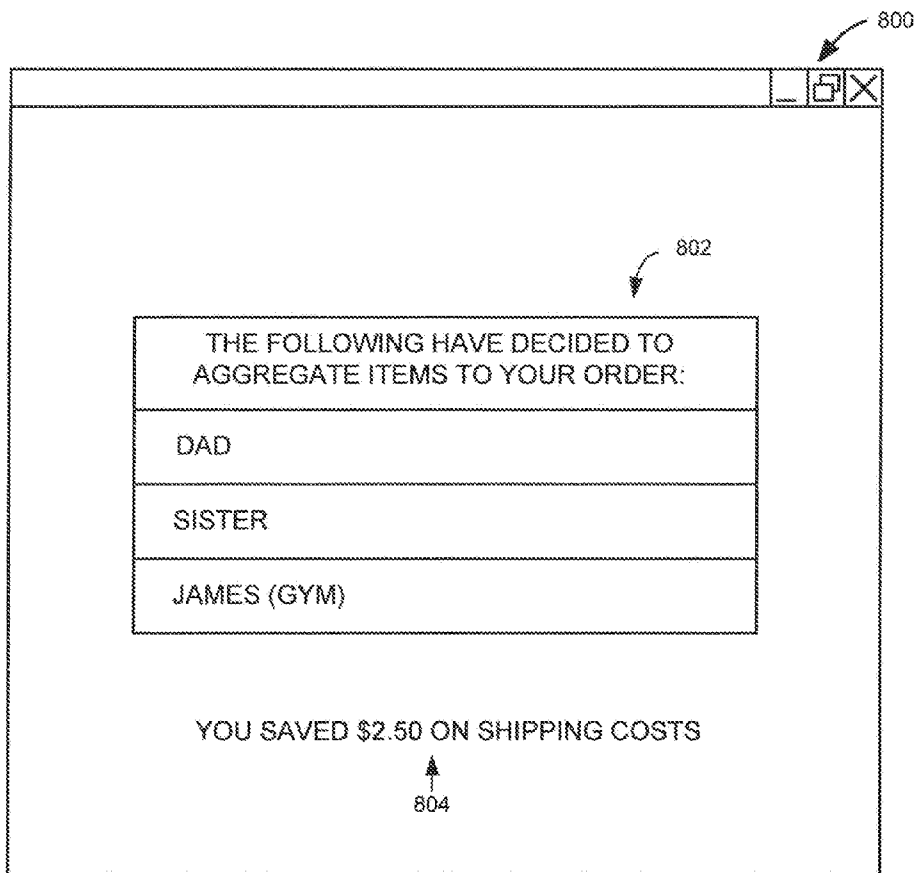 800
802
THE FOLLOWING HAVE DECIDED TO
AGGREGATE ITEMS TO YOUR ORDER:
DAD
SISTER
JAMES (GYM)
YOU SAVED $2.50 ON SHIPPING COSTS
804